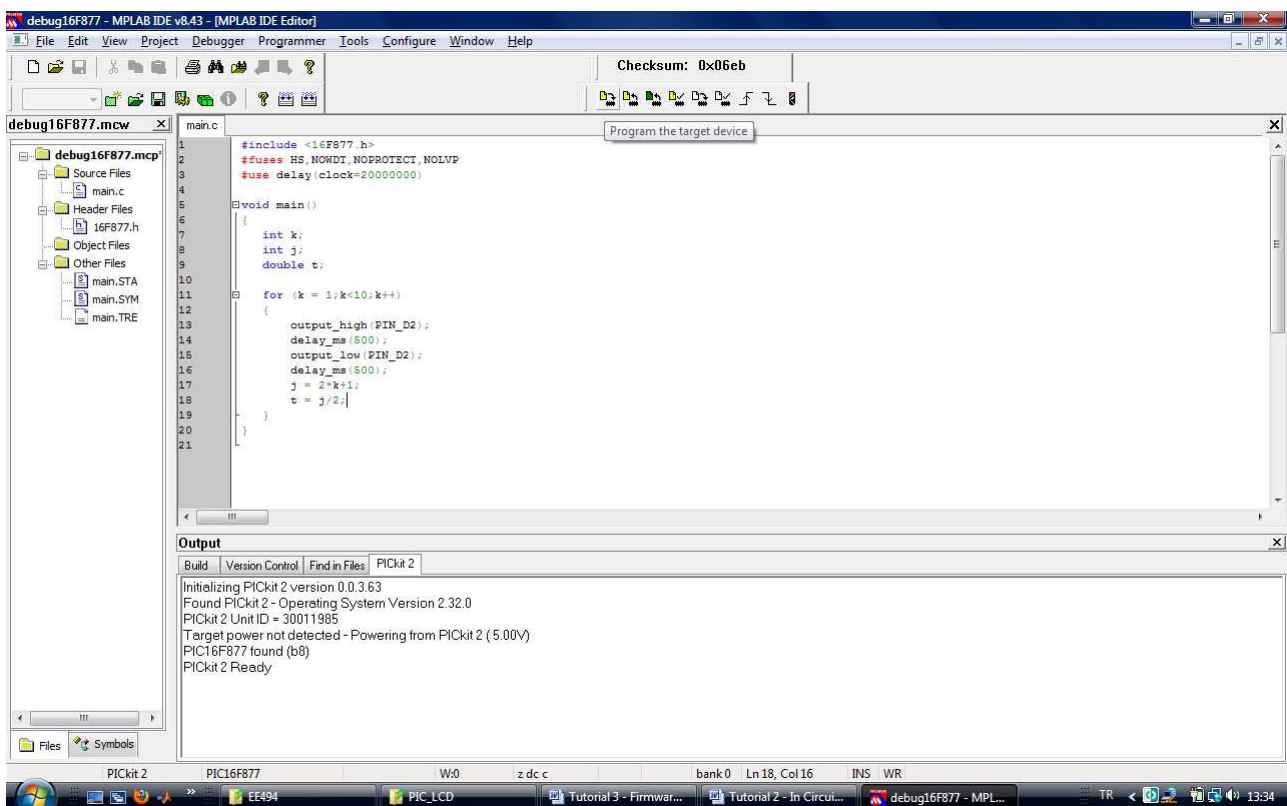 debug16F877 - MPLAB IDE v8.43 - [MPLAB IDE Editor]
File Edit View Project Debugger Programmer Tools Configure Window Help
Checksum: 0x06eb
debug16F877.mcw
main.c
Program the target device
debug16F877.mcp*
Source Files
main.c
Header Files
16F877.h
Object Files
Other Files
main.STA
main.SYM
main.TRE
1 #include <16F877.h>
2 #fuses HS,NOWDT,NOPROTECT,NOLVP
3 #use delay(clock=20000000)
4
5 void main()
6 {
7 int k;
8 int j;
9 double t;
10
11 for (k = 1;k<10;k++)
12 {
13 output_high(PIN_D2);
14 delay_ms(500);
15 output_low(PIN_D2);
16 delay_ms(500);
17 j = 2*k+1;
18 t = j/2;
19 }
20 }
21
Output
Build Version Control Find in Files PICkit 2
Initializing PICkit 2 version 0.0.3.63
Found PICkit 2 - Operating System Version 2.32.0
PICkit 2 Unit ID = 30011985
Target power not detected - Powering from PICkit 2 ( 5.00V)
PIC16F877 found (b8)
PICkit 2 Ready
Files Symbols
PICkit 2 PIC16F877 W:0 z dc c bank 0 Ln 18, Col 16 INS WR
EE494 PIC_LCD Tutorial 3 - Firmwar... Tutorial 2 - In Circui... debug16F877 - MPL... TR 13:34